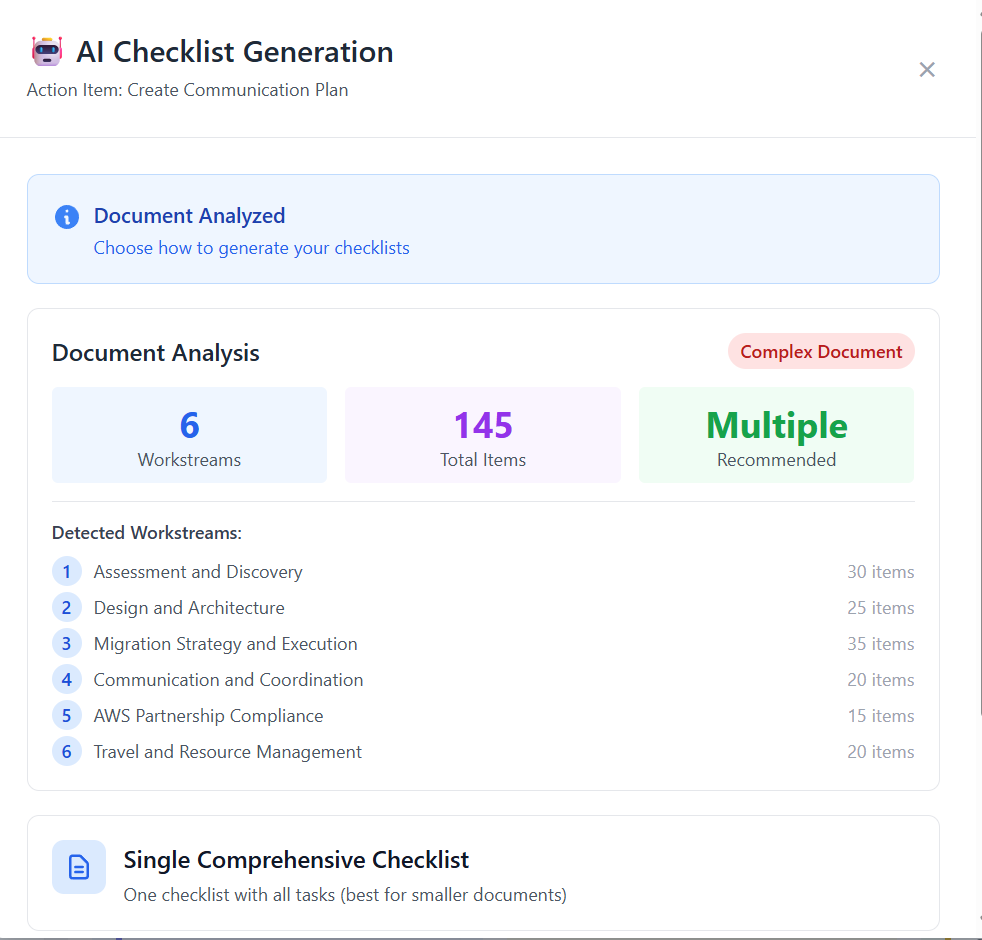 AI Checklist Generation
Action Item: Create Communication Plan
Document Analyzed
Choose how to generate your checklists
Document Analysis
Complex Document
6
Workstreams
145
Total Items
Multiple
Recommended
Detected Workstreams:
1 Assessment and Discovery 30 items
2 Design and Architecture 25 items
3 Migration Strategy and Execution 35 items
4 Communication and Coordination 20 items
5 AWS Partnership Compliance 15 items
6 Travel and Resource Management 20 items
Single Comprehensive Checklist
One checklist with all tasks (best for smaller documents)